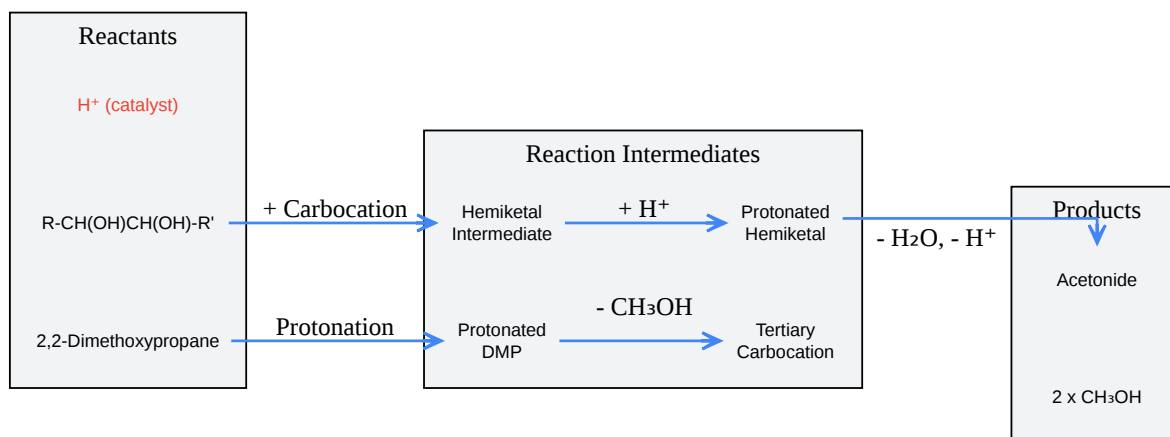 Reactants
H⁺ (catalyst)
Reaction Intermediates
R-CH(OH)CH(OH)-R'
+ Carbocation
Hemiketal
Intermediate
+ H⁺
Protonated
Hemiketal
- H₂O, - H⁺
Products
Acetonide
2,2-Dimethoxypropane
Protonation
Protonated
DMP
- CH₃OH
Tertiary
Carbocation
2 x CH₃OH